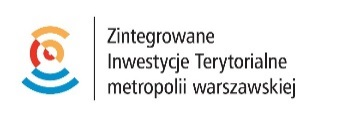 Zintegrowane
Inwestycje Terytorialne
metropolii warszawskiej